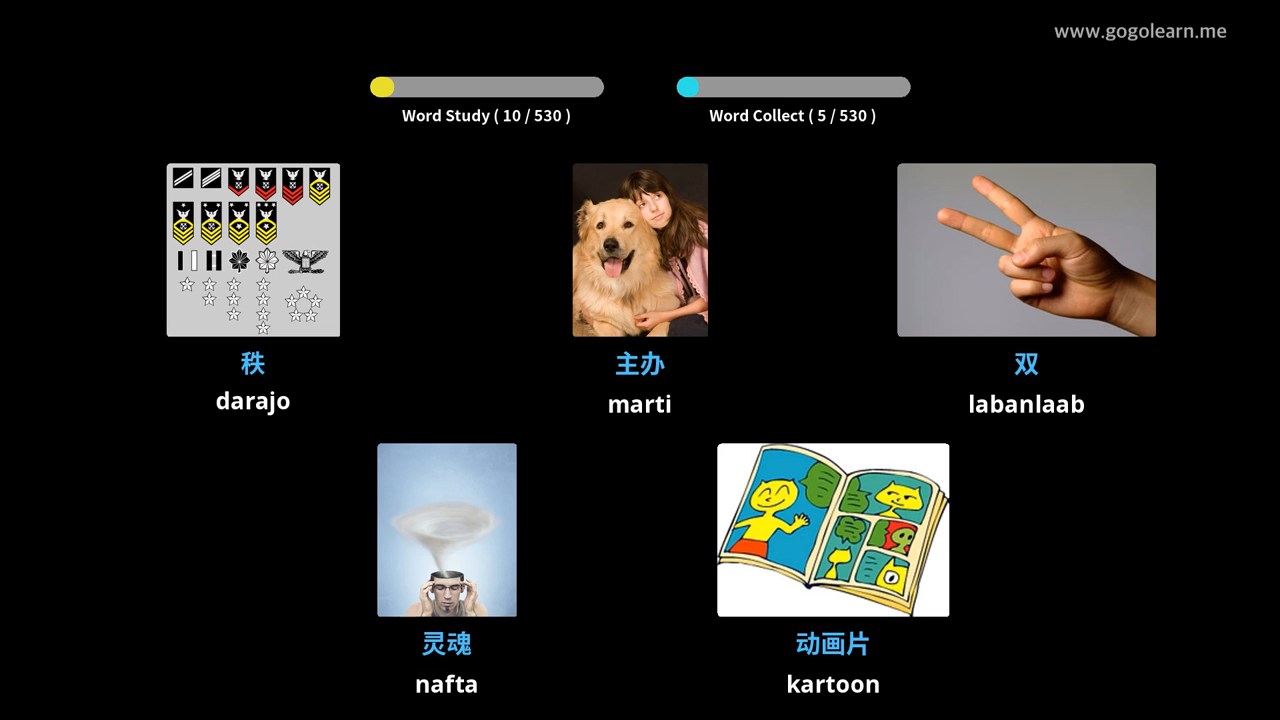 www.gogolearn.me
Word Study ( 10 / 530 )
Word Collect ( 5 / 530 )
秩
darajo
主办
marti
双
labanlaab
灵魂
nafta
动画片
kartoon